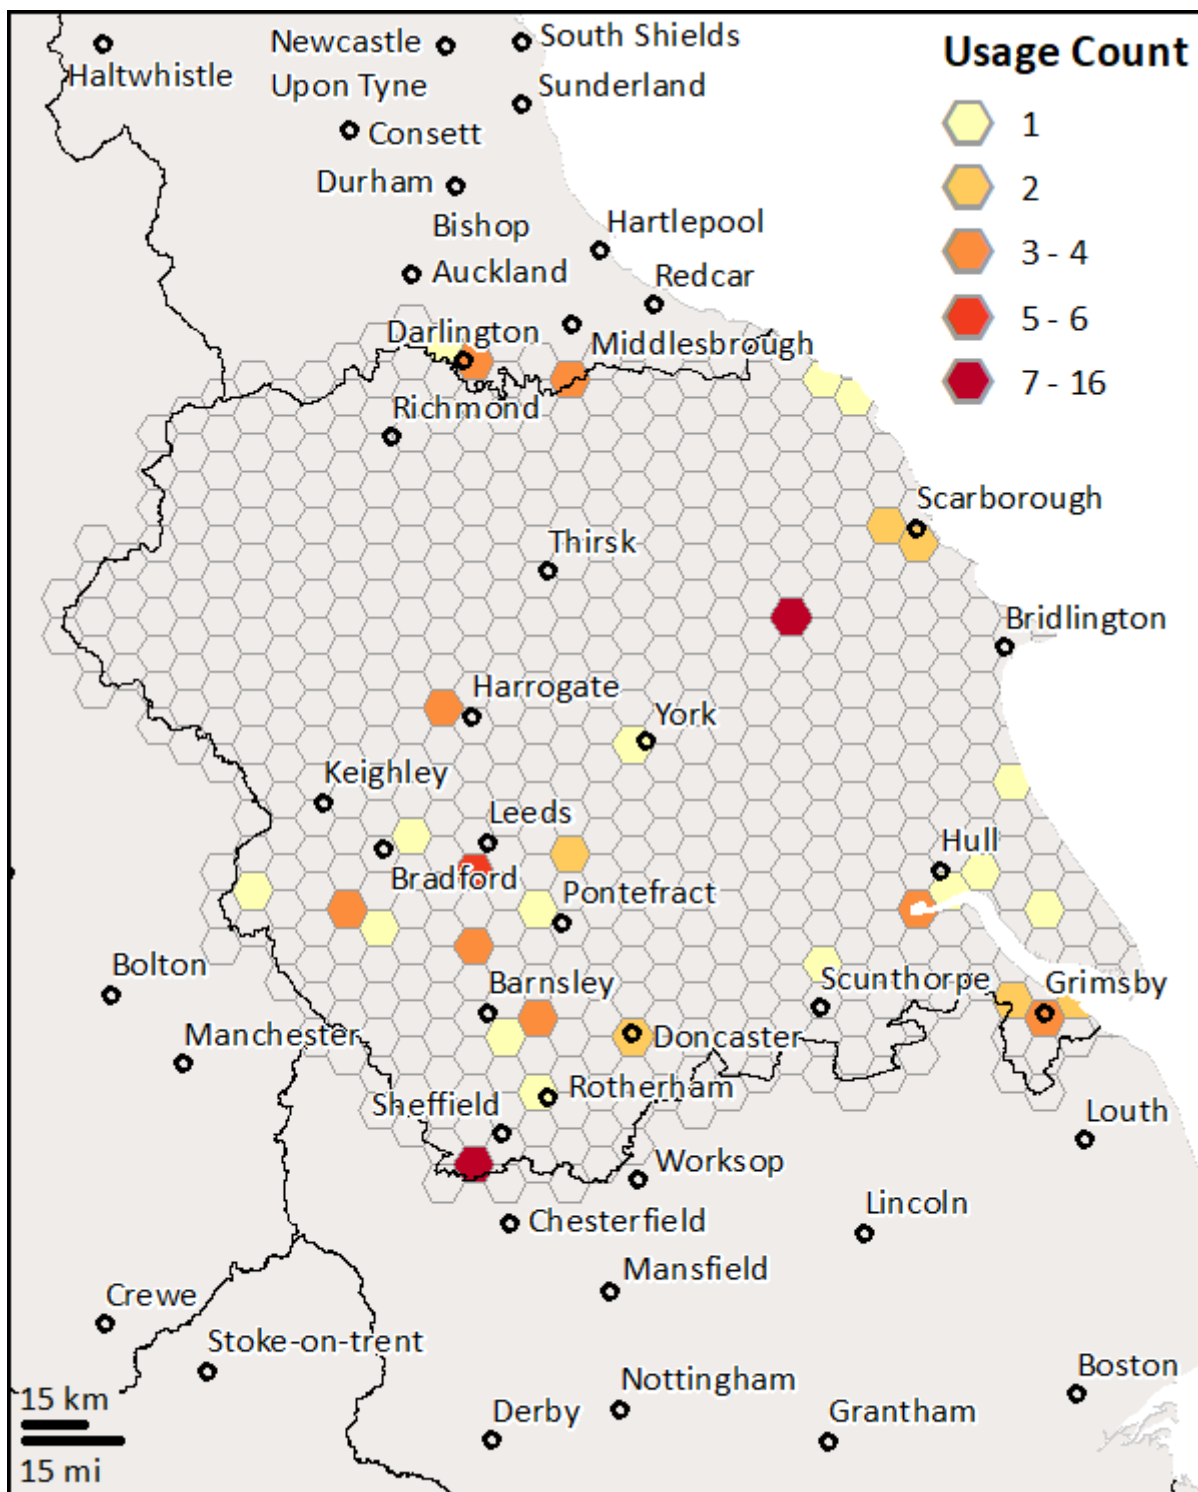 Haltwhistle
Newcastle
Upon Tyne
South Shields
Sunderland
Consett
Durham
Bishop
Auckland
Hartlepool
Redcar
Darlington
Middlesbrough
Richmond
Usage Count
1
2
3 - 4
5 - 6
7 - 16
Scarborough
Thirsk
Bridlington
Harrogate
York
Keighley
Leeds
Hull
Bradford
Pontefract
Bolton
Barnsley
Scunthorpe
Grimsby
Manchester
Doncaster
Rotherham
Sheffield
Louth
Worksop
Chesterfield
Lincoln
Mansfield
Crewe
Stoke-on-trent
Nottingham
Boston
Derby
Grantham
15 km
15 mi